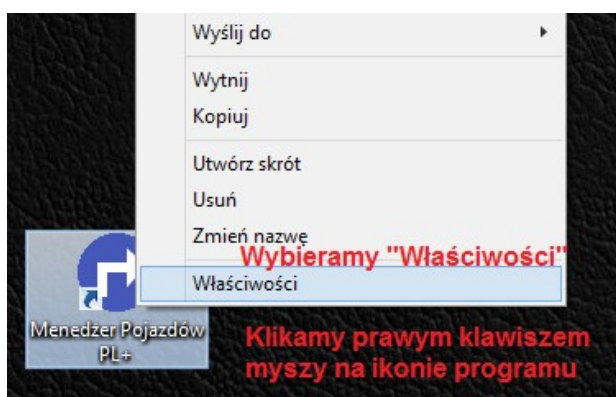 Wyślij do
Wytnij
Kopiuj
Utwórz skrót
Usuń
Zmień nazwę
Wybieramy "Właściwości"
Właściwości
Menedżer Pojazdów
PL+
Klikamy prawym klawiszem
myszy na ikonie programu